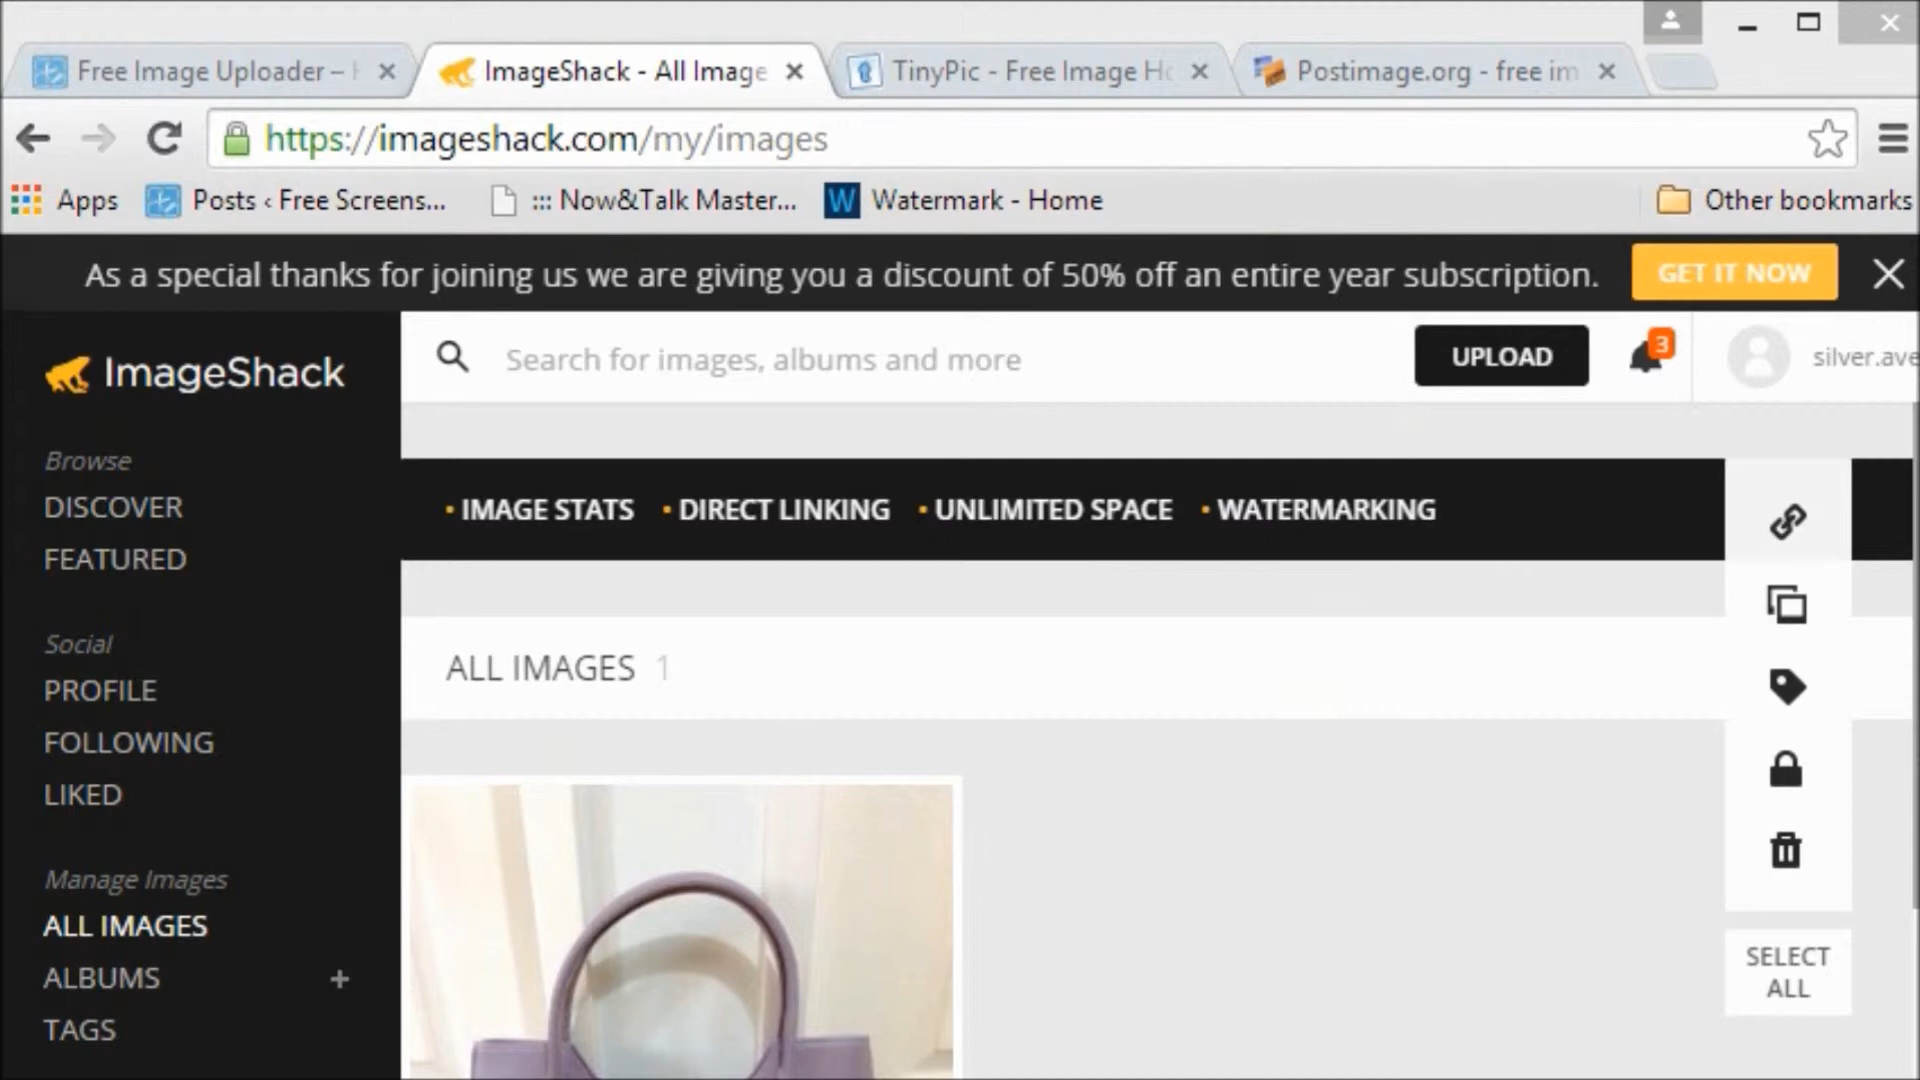 Free Image Uploader –
ImageShack - All Image
TinyPic - Free Image
Postimage.org - free im
https://imageshack.com/my/images
Apps
Posts ‹ Free Screens...
::: Now&Talk Master...
W
Watermark - Home
Other bookmarks
As a special thanks for joining us we are giving you a discount of 50% off an entire year subscription.
GET IT NOW
ImageShack
Search for images, albums and more
UPLOAD
3
silver.ave
Browse
DISCOVER
FEATURED
• IMAGE STATS • DIRECT LINKING • UNLIMITED SPACE • WATERMARKING
Social
PROFILE
FOLLOWING
LIKED
ALL IMAGES 1
Manage Images
ALL IMAGES
ALBUMS +
TAGS
SELECT
ALL